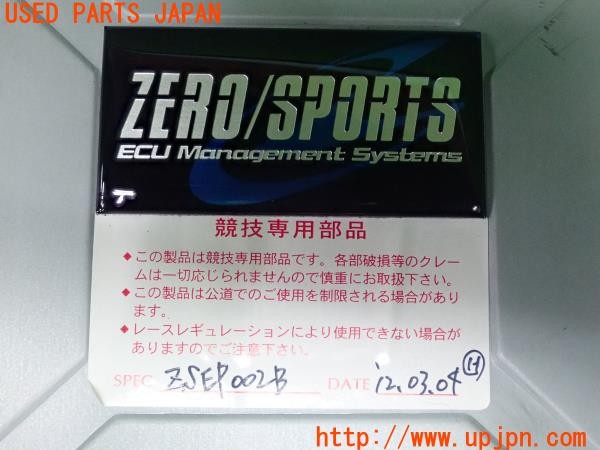 USED PARTS JAPAN
ZERO/SPORTS
ECU Management Systems
競技専用部品
◆この製品は競技専用部品です。各部破損等のクレー
ムは一切応じられませんので慎重にお取扱下さい。
◆この製品は公道でのご使用を制限される場合があり
ます。
◆レースレギュレーションにより使用できない場合が
ありますのでご注意下さい。
SPEC ZSEP002B DATE 12.03.04 14
http://www.upjpn.com/